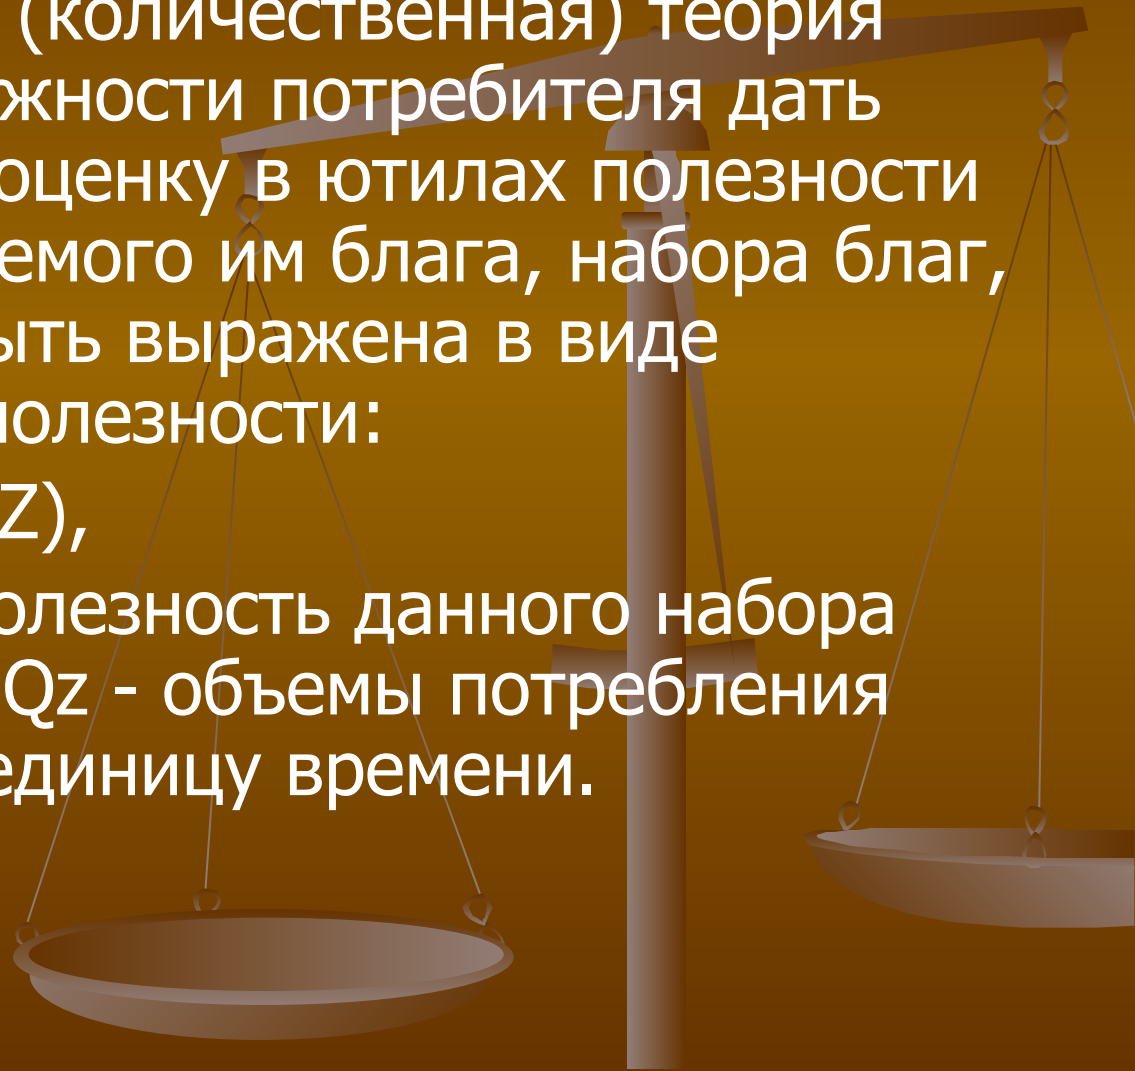 (количественная) теория
жности потребителя дать
оценку в ютилах полезности
емого им блага, набора благ,
ыть выражена в виде
полезности:
Z),
олезность данного набора
Qz - объемы потребления
единицу времени.